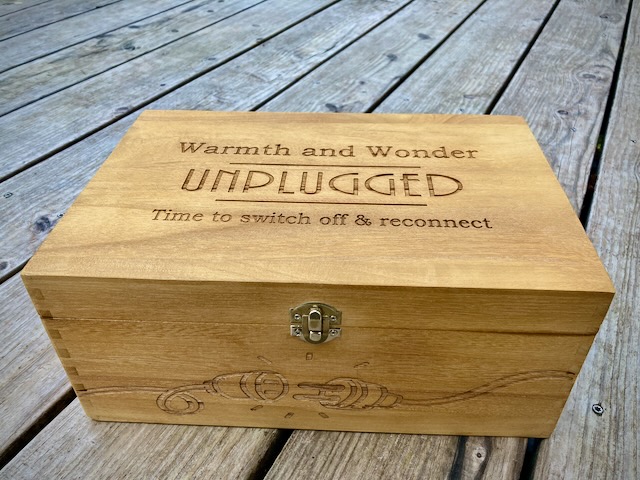 Warmth and Wonder
UNPLUGGED
Time to switch off & reconnect